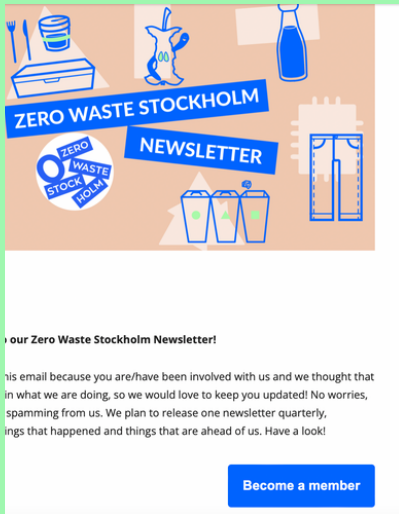 ZERO WASTE STOCKHOLM
NEWSLETTER
ZERO
WASTE
STOCK
HOLM
our Zero Waste Stockholm Newsletter!
his email because you are/have been involved with us and we thought that
in what we are doing, so we would love to keep you updated! No worries,
spamming from us. We plan to release one newsletter quarterly,
ings that happened and things that are ahead of us. Have a look!
Become a member